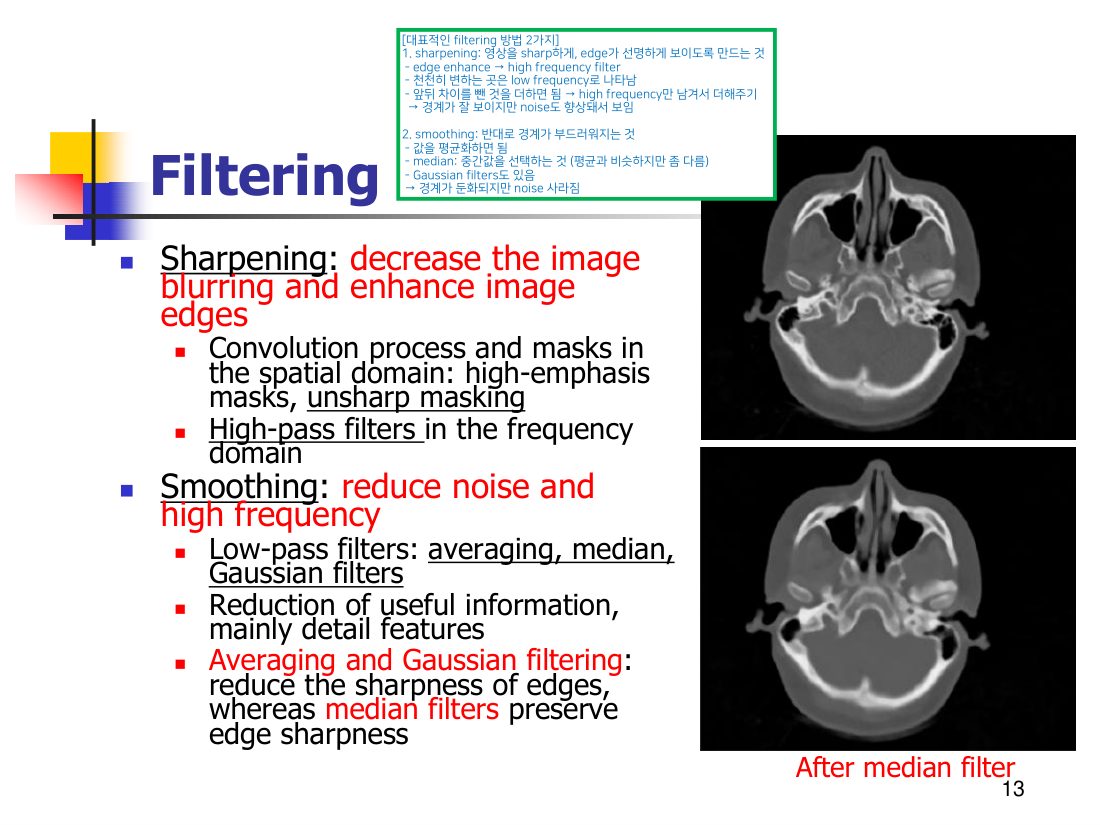 [대표적인 filtering 방법 2가지]
1. sharpening: 영상을 sharp하게, edge가 선명하게 보이도록 만드는 것
- edge enhance → high frequency filter
- 천천히 변하는 곳은 low frequency로 나타남
- 앞뒤 차이를 뺀 것을 더하면 됨 → high frequency만 남겨서 더해주기
→ 경계가 잘 보이지만 noise도 향상돼서 보임
2. smoothing: 반대로 경계가 부드러워지는 것
- 값을 평균화하면 됨
- median: 중간값을 선택하는 것 (평균과 비슷하지만 좀 다름)
- Gaussian filters도 있음
→ 경계가 둔화되지만 noise 사라짐
Filtering
Sharpening: decrease the image
blurring and enhance image
edges
Convolution process and masks in
the spatial domain: high-emphasis
masks, unsharp masking
High-pass filters in the frequency
domain
Smoothing: reduce noise and
high frequency
Low-pass filters: averaging, median,
Gaussian filters
Reduction of useful information,
mainly detail features
Averaging and Gaussian filtering:
reduce the sharpness of edges,
whereas median filters preserve
edge sharpness
After median filter
13